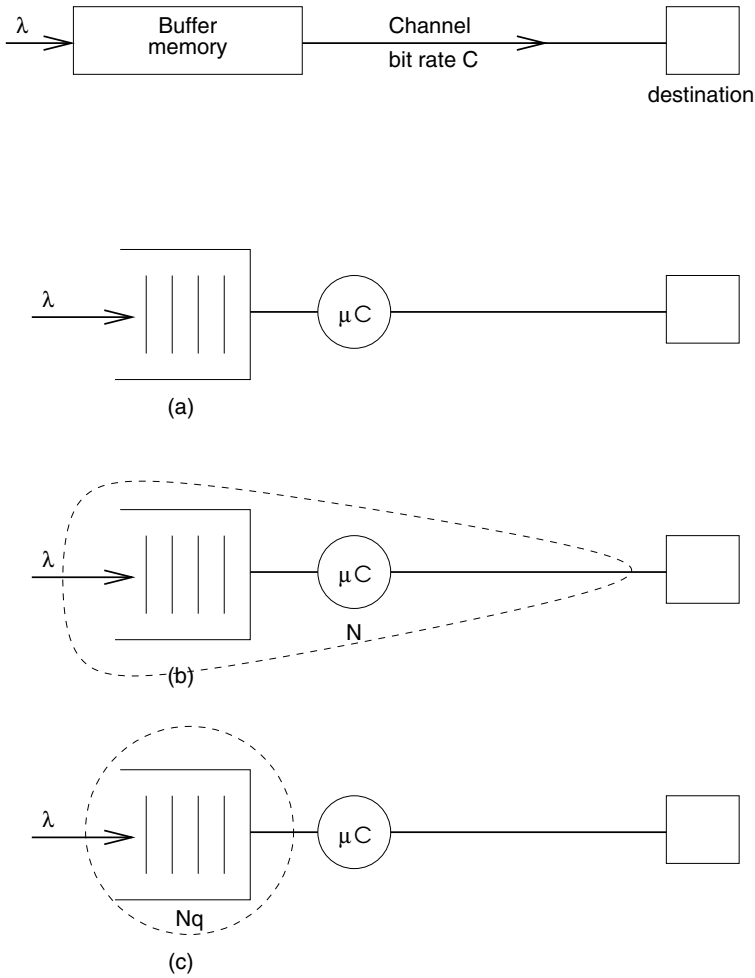 λ
Buffer
memory
Channel
bit rate C
destination
λ
μC
(a)
λ
μC
N
(b)
λ
μC
Nq
(c)